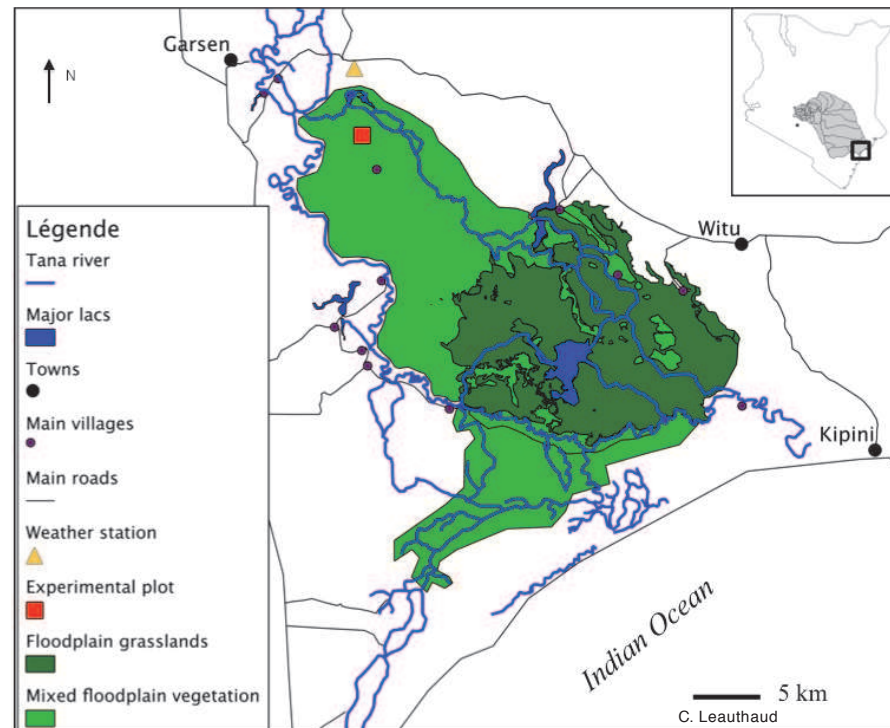 Garsen
N
Witu
Légende
Tana river
Major lacs
Towns
Main villages
Main roads
Weather station
Experimental plot
Floodplain grasslands
Mixed floodplain vegetation
Kipini
Indian Ocean
5 km
C. Leauthaud